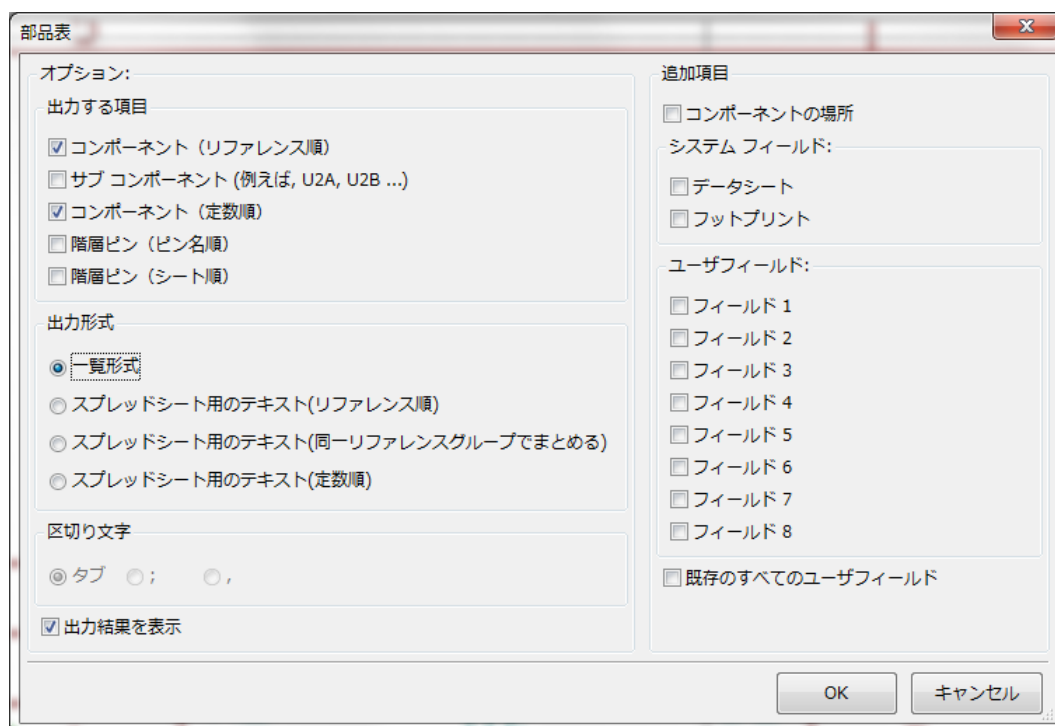 部品表
オプション:
出力する項目
コンポーネント（リファレンス順）
サブ コンポーネント (例えば, U2A, U2B ...)
コンポーネント（定数順）
階層ピン（ピン名順）
階層ピン（シート順）
出力形式
一覧形式
スプレッドシート用のテキスト(リファレンス順)
スプレッドシート用のテキスト(同一リファレンスグループでまとめる)
スプレッドシート用のテキスト(定数順)
区切り文字
タブ ; ,
出力結果を表示
追加項目
コンポーネントの場所
システム フィールド:
データシート
フットプリント
ユーザフィールド:
フィールド 1
フィールド 2
フィールド 3
フィールド 4
フィールド 5
フィールド 6
フィールド 7
フィールド 8
既存のすべてのユーザフィールド
OK キャンセル